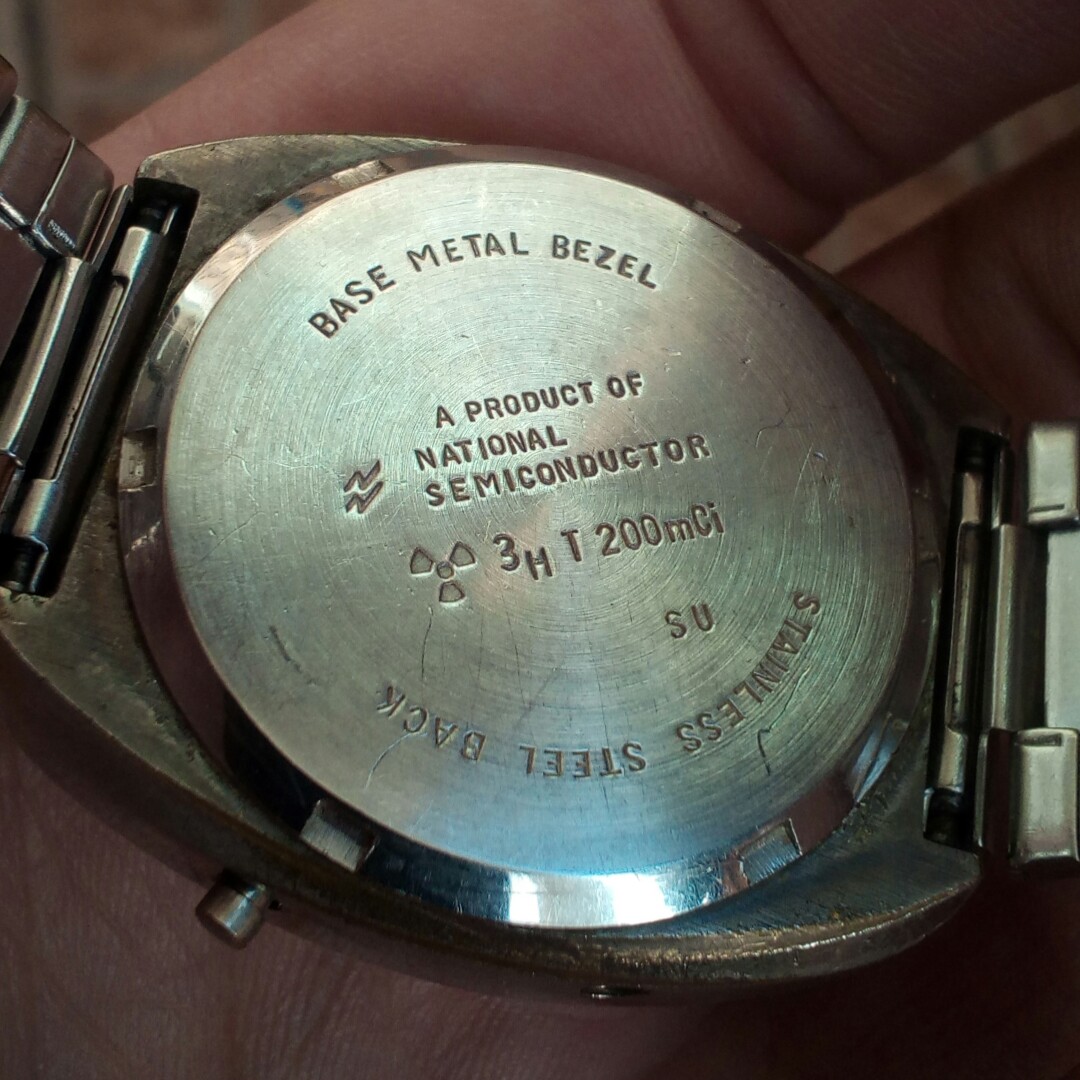 BASE METAL BEZEL
A PRODUCT OF
NATIONAL
SEMICONDUCTOR
3H T 200mCi
SU
STAINLESS STEEL BACK